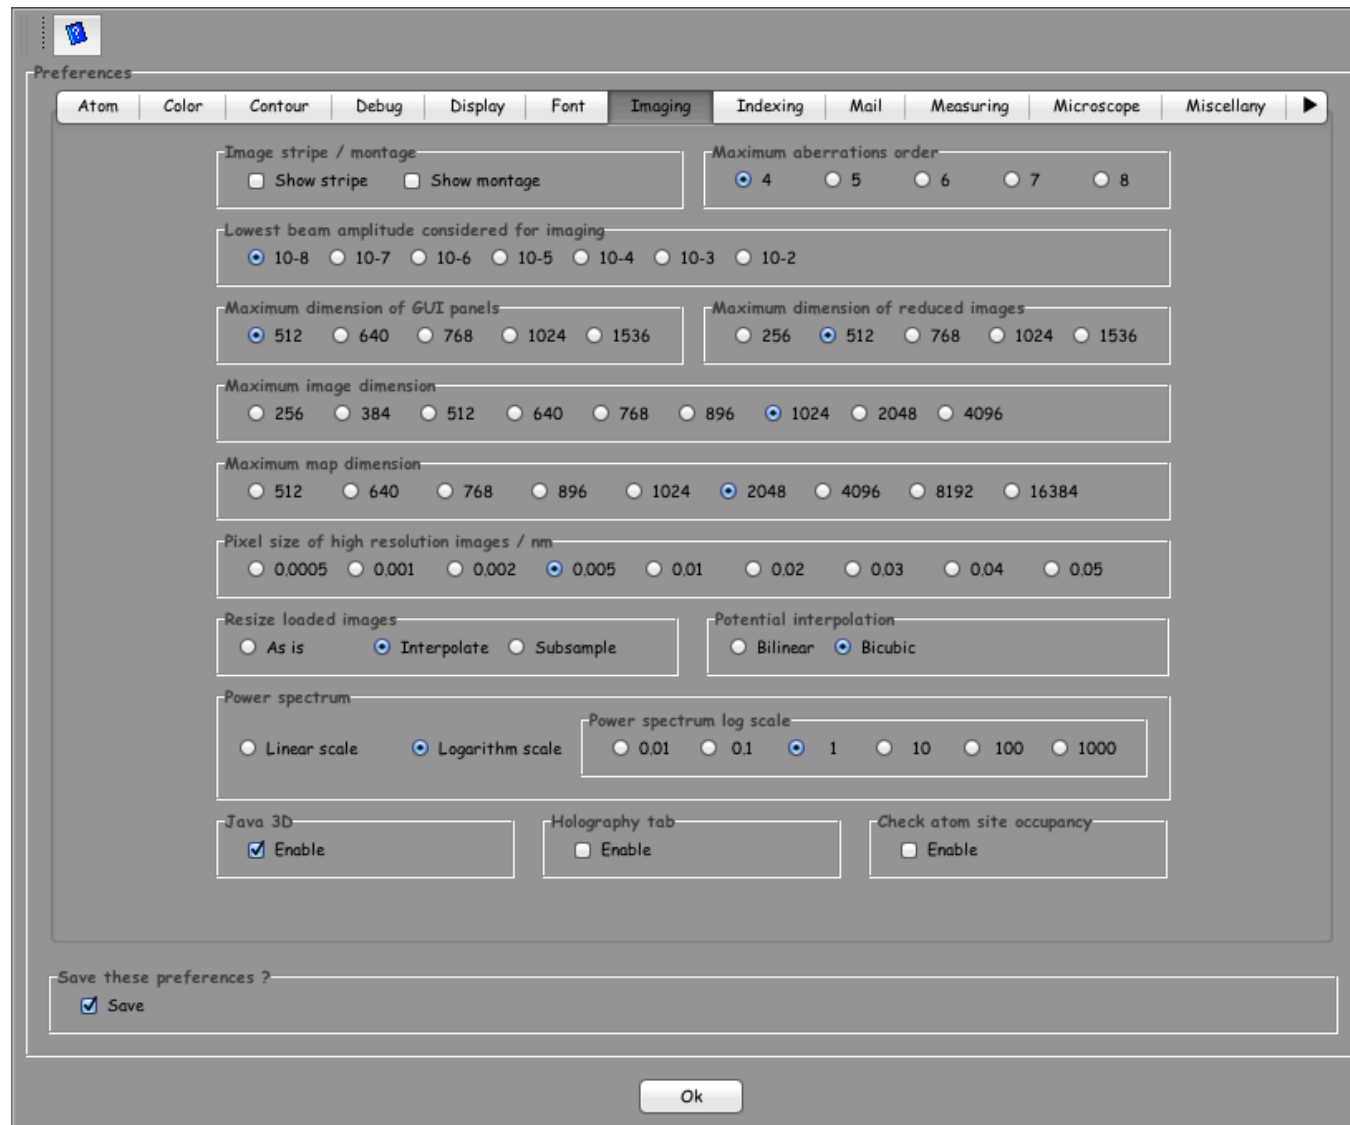 Preferences
Atom Color Contour Debug Display Font Imaging Indexing Mail Measuring Microscope Miscellany
Image stripe / montage Maximum aberrations order
Show stripe Show montage 4 5 6 7 8
Lowest beam amplitude considered for imaging
10-8 10-7 10-6 10-5 10-4 10-3 10-2
Maximum dimension of GUI panels Maximum dimension of reduced images
512 640 768 1024 1536 256 512 768 1024 1536
Maximum image dimension
256 384 512 640 768 896 1024 2048 4096
Maximum map dimension
512 640 768 896 1024 2048 4096 8192 16384
Pixel size of high resolution images / nm
0.0005 0.001 0.002 0.005 0.01 0.02 0.03 0.04 0.05
Resize loaded images Potential interpolation
As is Interpolate Subsample Bilinear Bicubic
Power spectrum
Power spectrum log scale
Linear scale Logarithm scale 0.01 0.1 1 10 100 1000
Java 3D Holography tab Check atom site occupancy
Enable Enable Enable
Save these preferences ?
Save
Ok